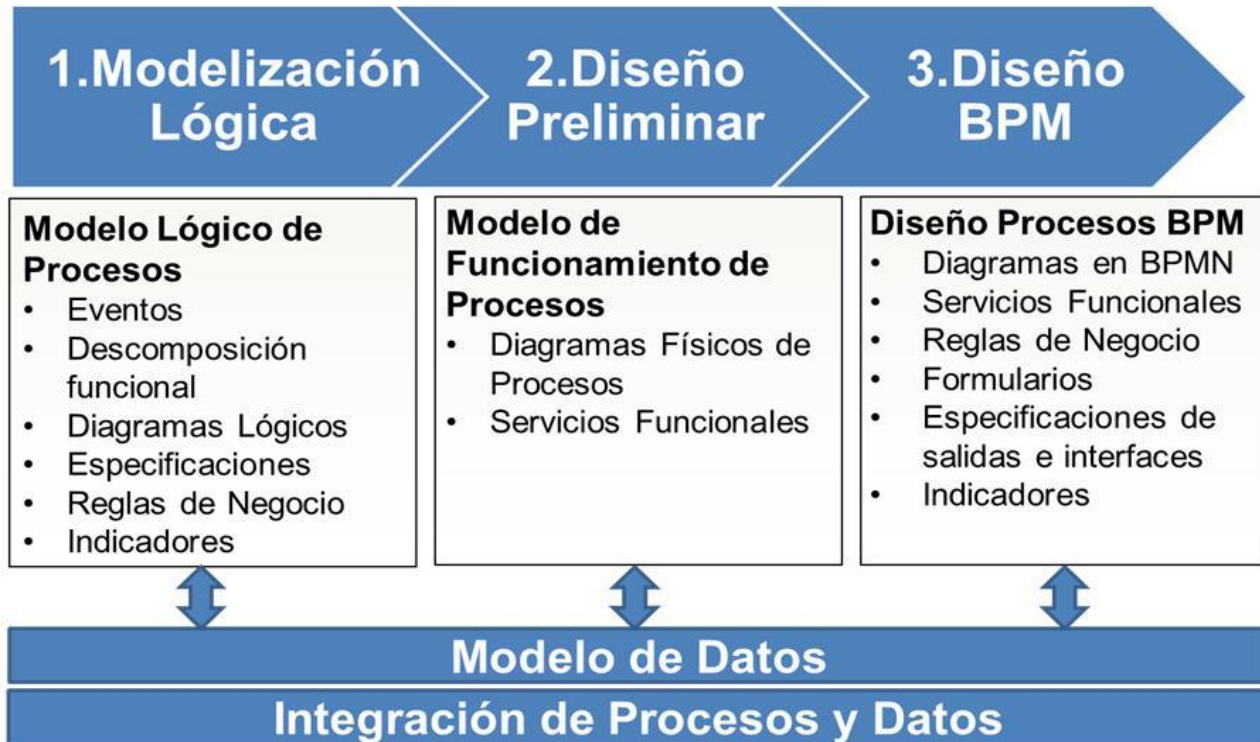 1.Modelización
Lógica
2.Diseño
Preliminar
3.Diseño
BPM
Modelo Lógico de
Procesos
• Eventos
• Descomposición
funcional
• Diagramas Lógicos
• Especificaciones
• Reglas de Negocio
• Indicadores
Modelo de
Funcionamiento de
Procesos
• Diagramas Físicos de
Procesos
• Servicios Funcionales
Diseño Procesos BPM
• Diagramas en BPMN
• Servicios Funcionales
• Reglas de Negocio
• Formularios
• Especificaciones de
salidas e interfaces
• Indicadores
Modelo de Datos
Integración de Procesos y Datos